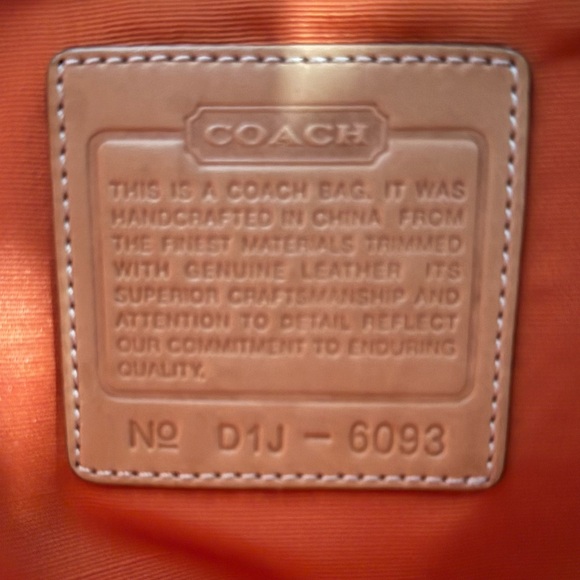 COACH
THIS IS A COACH BAG. IT WAS
HANDCRAFTED IN CHINA FROM
THE FINEST MATERIALS TRIMMED
WITH GENUINE LEATHER ITS
SUPERIOR CRAFTSMANSHIP AND
ATTENTION TO DETAIL REFLECT
OUR COMMITMENT TO ENDURING
QUALITY.
Nº D1J - 6093